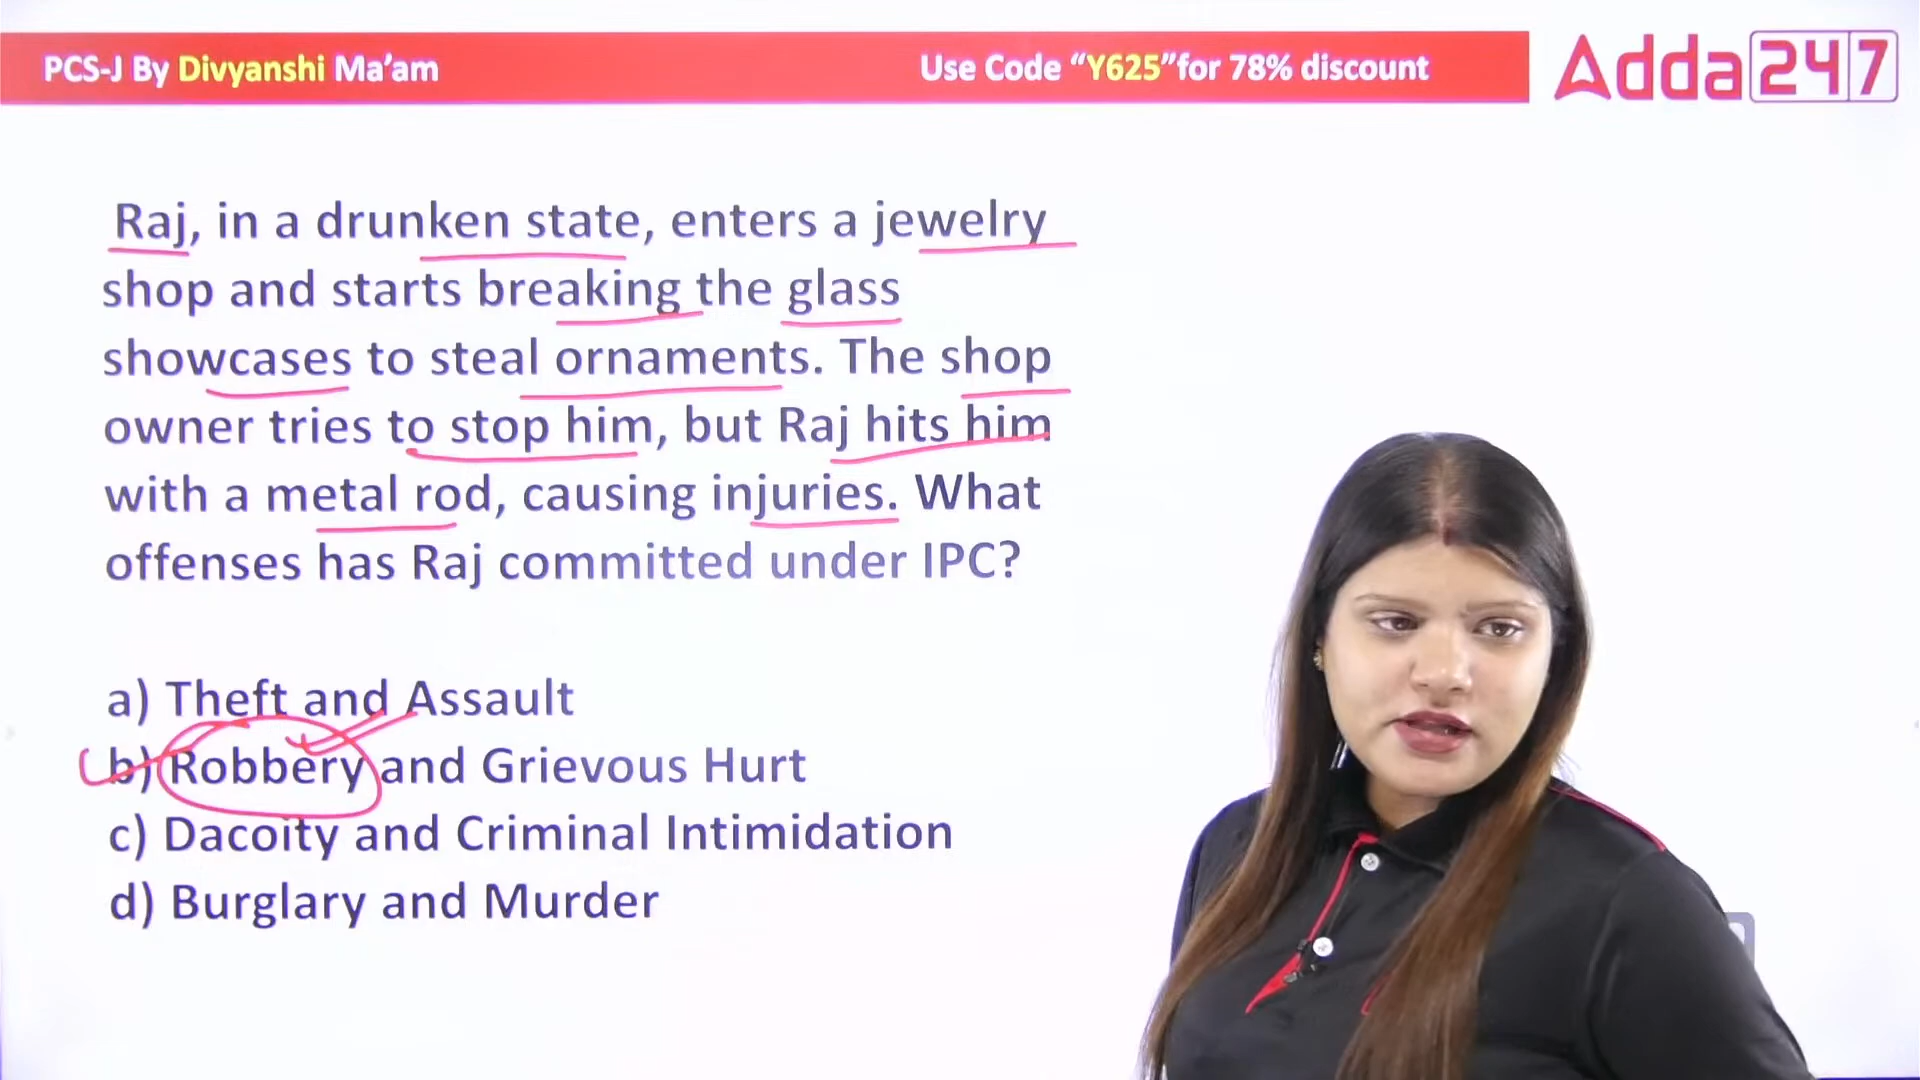 PCS-J By Divyanshi Ma’am
Use Code “Y625”for 78% discount
Adda247
Raj, in a drunken state, enters a jewelry
shop and starts breaking the glass
showcases to steal ornaments. The shop
owner tries to stop him, but Raj hits him
with a metal rod, causing injuries. What
offenses has Raj committed under IPC?
a) Theft and Assault
b) Robbery and Grievous Hurt
c) Dacoity and Criminal Intimidation
d) Burglary and Murder